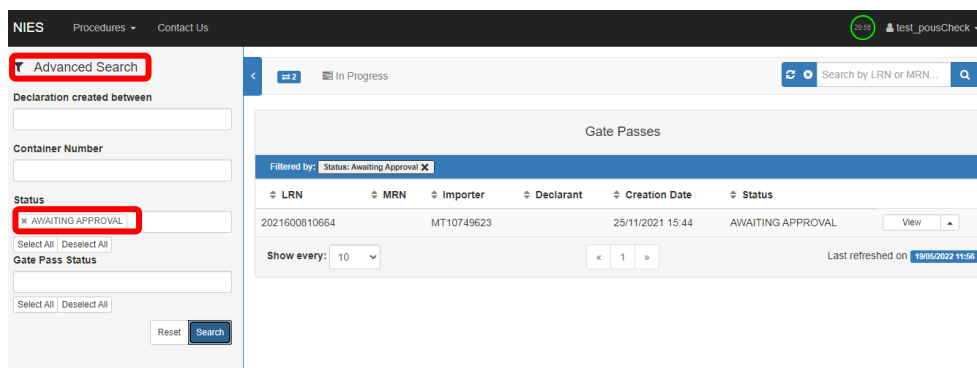 NIES Procedures Contact Us 29:58 test_pousCheck
Advanced Search
Declaration created between
Container Number
Status
× AWAITING APPROVAL
Select All Deselect All
Gate Pass Status
Select All Deselect All
Reset Search
2 In Progress Search by LRN or MRN...
Gate Passes
Filtered by: Status: Awaiting Approval X
LRN MRN Importer Declarant Creation Date Status
2021600810664 MT10749623 25/11/2021 15:44 AWAITING APPROVAL View
Show every: 10 « 1 » Last refreshed on 19/05/2022 11:56